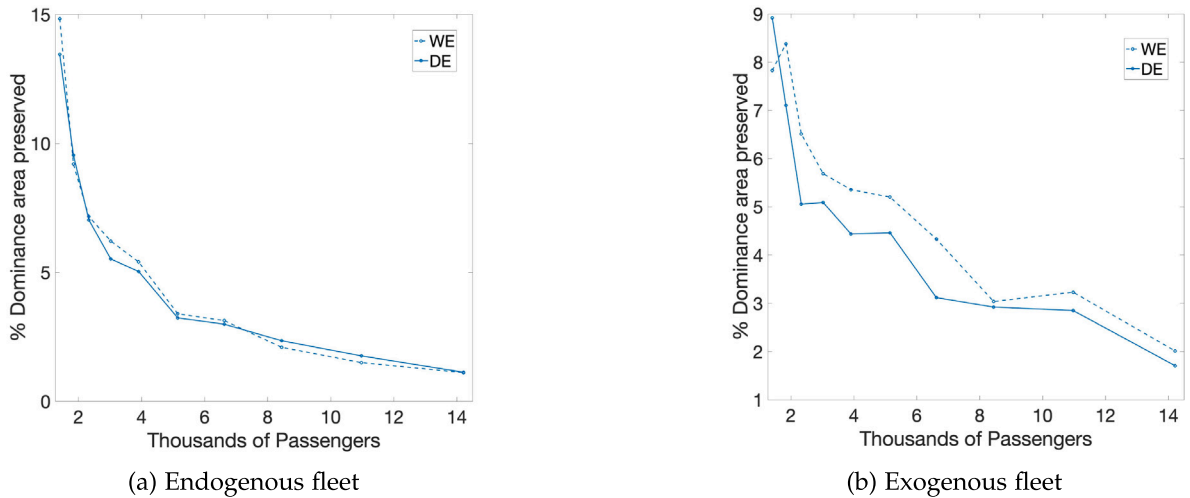 % Dominance area preserved
15
10
5
0
WE
DE
2 4 6 8 10 12 14
Thousands of Passengers
(a) Endogenous fleet
% Dominance area preserved
9
8
7
6
5
4
3
2
1
WE
DE
2 4 6 8 10 12 14
Thousands of Passengers
(b) Exogenous fleet